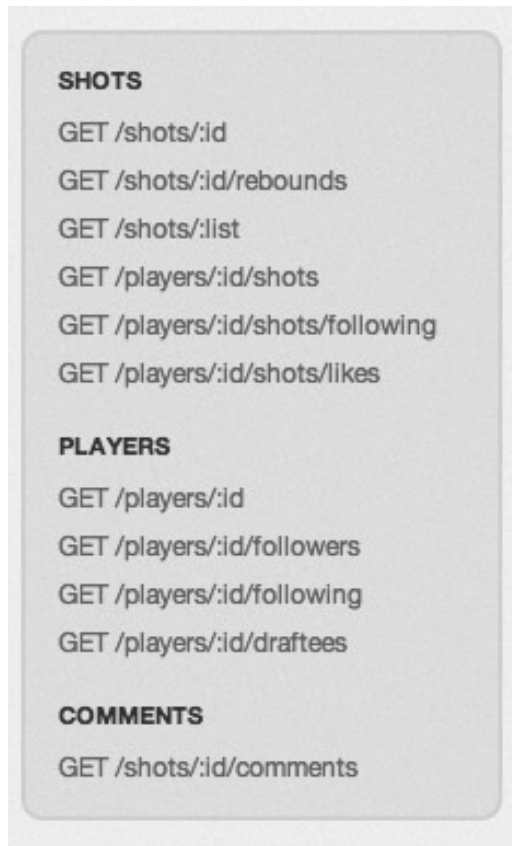 SHOTS
GET /shots/:id
GET /shots/:id/rebounds
GET /shots/:list
GET /players/:id/shots
GET /players/:id/shots/following
GET /players/:id/shots/likes
PLAYERS
GET /players/:id
GET /players/:id/followers
GET /players/:id/following
GET /players/:id/draftees
COMMENTS
GET /shots/:id/comments